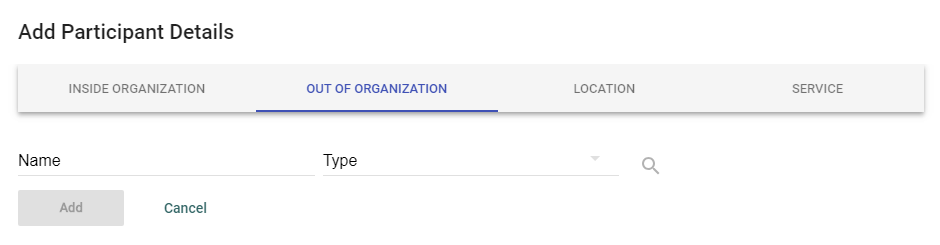 Add Participant Details
INSIDE ORGANIZATION OUT OF ORGANIZATION LOCATION SERVICE
Name Type
Add Cancel